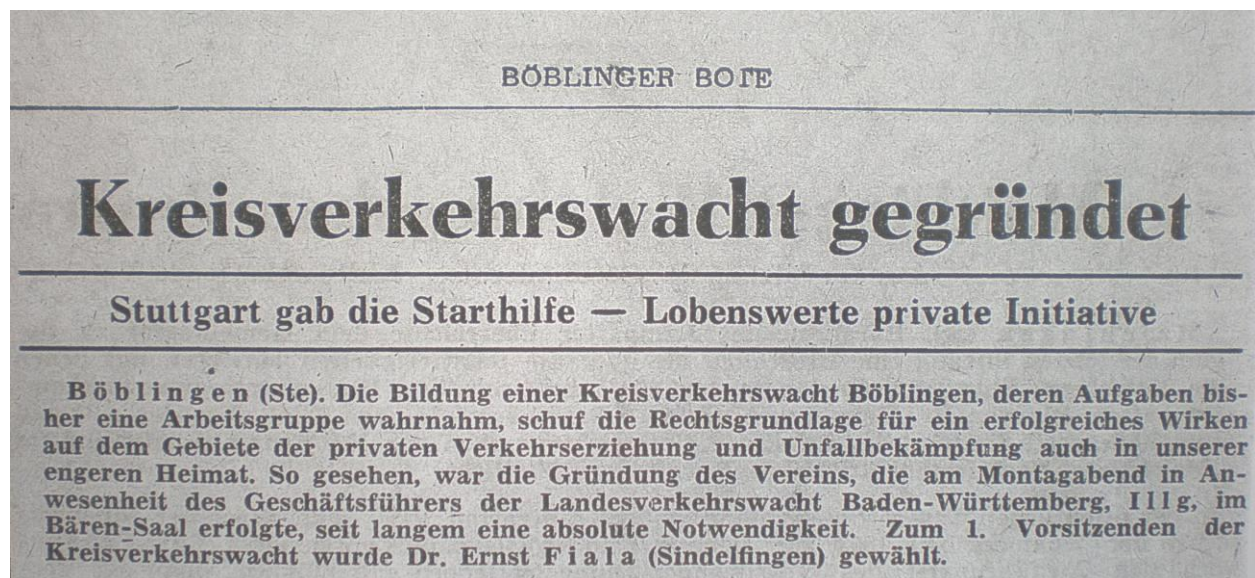 BÖBLINGER BOTE
Kreisverkehrswacht gegründet
Stuttgart gab die Starthilfe — Lobenswerte private Initiative
Böblingen (Ste). Die Bildung einer Kreisverkehrswacht Böblingen, deren Aufgaben bis-
her eine Arbeitsgruppe wahrnahm, schuf die Rechtsgrundlage für ein erfolgreiches Wirken
auf dem Gebiete der privaten Verkehrserziehung und Unfallbekämpfung auch in unserer
engeren Heimat. So gesehen, war die Gründung des Vereins, die am Montagabend in An-
wesenheit des Geschäftsführers der Landesverkehrswacht Baden-Württemberg, Illg, im
Bären-Saal erfolgte, seit langem eine absolute Notwendigkeit. Zum 1. Vorsitzenden der
Kreisverkehrswacht wurde Dr. Ernst Fiala (Sindelfingen) gewählt.